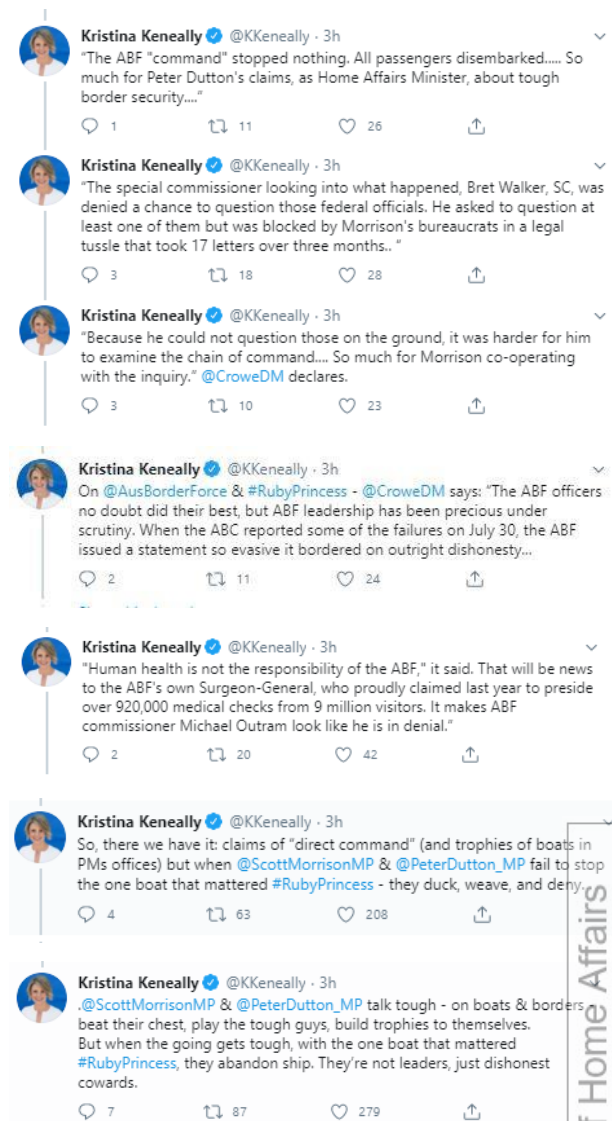 Kristina Keneally @KKeneally · 3h
"The ABF "command" stopped nothing. All passengers disembarked..... So
much for Peter Dutton's claims, as Home Affairs Minister, about tough
border security...."
1 11 26
Kristina Keneally @KKeneally · 3h
"The special commissioner looking into what happened, Bret Walker, SC, was
denied a chance to question those federal officials. He asked to question at
least one of them but was blocked by Morrison's bureaucrats in a legal
tussle that took 17 letters over three months.. "
3 18 28
Kristina Keneally @KKeneally · 3h
"Because he could not question those on the ground, it was harder for him
to examine the chain of command.... So much for Morrison co-operating
with the inquiry." @CroweDM declares.
3 10 23
Kristina Keneally @KKeneally · 3h
On @AusBorderForce & #RubyPrincess - @CroweDM says: "The ABF officers
no doubt did their best, but ABF leadership has been precious under
scrutiny. When the ABC reported some of the failures on July 30, the ABF
issued a statement so evasive it bordered on outright dishonesty...
2 11 24
Kristina Keneally @KKeneally · 3h
"Human health is not the responsibility of the ABF," it said. That will be news
to the ABF's own Surgeon-General, who proudly claimed last year to preside
over 920,000 medical checks from 9 million visitors. It makes ABF
commissioner Michael Outram look like he is in denial."
2 20 42
Kristina Keneally @KKeneally · 3h
So, there we have it: claims of "direct command" (and trophies of boats in
PMs offices) but when @ScottMorrisonMP & @PeterDutton_MP fail to stop
the one boat that mattered #RubyPrincess - they duck, weave, and deny.
4 63 208
Kristina Keneally @KKeneally · 3h
.@ScottMorrisonMP & @PeterDutton_MP talk tough - on boats & borders -
beat their chest, play the tough guys, build trophies to themselves.
But when the going gets tough, with the one boat that mattered
#RubyPrincess, they abandon ship. They're not leaders, just dishonest
cowards.
7 87 279
f Home Affairs